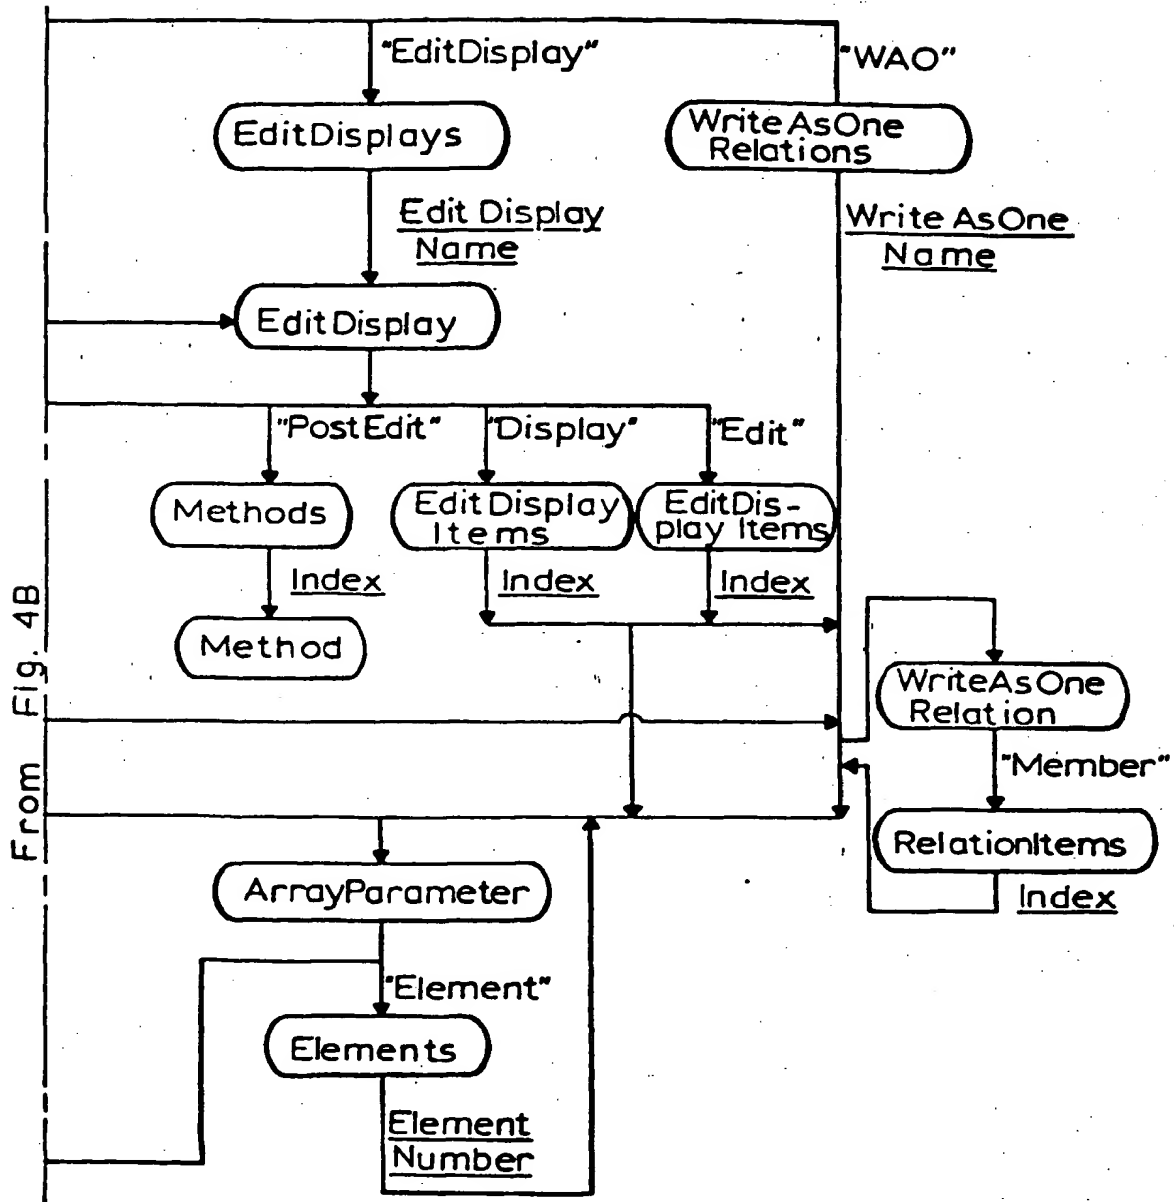 "EditDisplay"
"WAO"
EditDisplays
WriteAsOne
Relations
Edit Display
Name
Write AsOne
Name
EditDisplay
"PostEdit"
"Display"
"Edit"
Methods
EditDisplay
Items
EditDis-
play Items
Index
Index
Index
Method
From Fig. 4B
WriteAsOne
Relation
"Member"
RelationItems
Index
ArrayParameter
"Element"
Elements
Element
Number